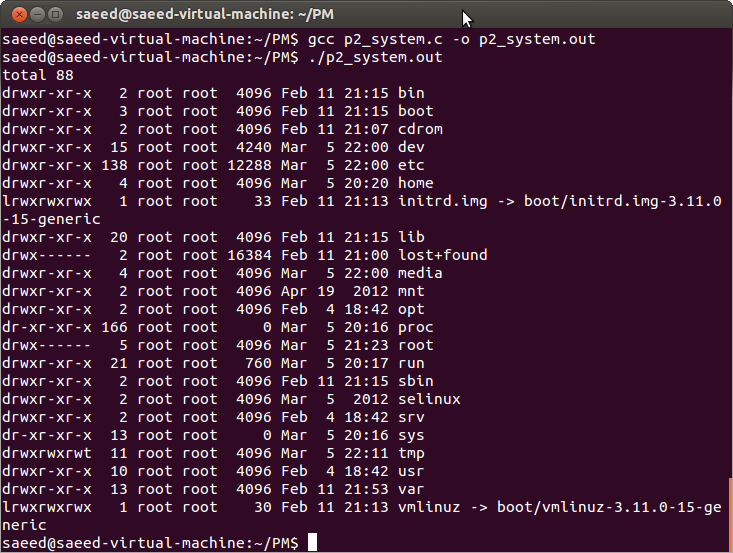 saeed@saeed-virtual-machine: ~/PM
saeed@saeed-virtual-machine:~/PM$ gcc p2_system.c -o p2_system.out
saeed@saeed-virtual-machine:~/PM$ ./p2_system.out
total 88
drwxr-xr-x   2 root root  4096 Feb 11 21:15 bin
drwxr-xr-x   3 root root  4096 Feb 11 21:15 boot
drwxr-xr-x   2 root root  4096 Feb 11 21:07 cdrom
drwxr-xr-x  15 root root  4240 Mar  5 22:00 dev
drwxr-xr-x 138 root root 12288 Mar  5 22:00 etc
drwxr-xr-x   4 root root  4096 Mar  5 20:20 home
lrwxrwxrwx   1 root root    33 Feb 11 21:13 initrd.img -> boot/initrd.img-3.11.0
-15-generic
drwxr-xr-x  20 root root  4096 Feb 11 21:15 lib
drwx------   2 root root 16384 Feb 11 21:00 lost+found
drwxr-xr-x   4 root root  4096 Mar  5 22:00 media
drwxr-xr-x   2 root root  4096 Apr 19  2012 mnt
drwxr-xr-x   2 root root  4096 Feb  4 18:42 opt
dr-xr-xr-x 166 root root     0 Mar  5 20:16 proc
drwx------   5 root root  4096 Mar  5 21:23 root
drwxr-xr-x  21 root root   760 Mar  5 20:17 run
drwxr-xr-x   2 root root  4096 Feb 11 21:15 sbin
drwxr-xr-x   2 root root  4096 Mar  5  2012 selinux
drwxr-xr-x   2 root root  4096 Feb  4 18:42 srv
dr-xr-xr-x  13 root root     0 Mar  5 20:16 sys
drwxrwxrwt  11 root root  4096 Mar  5 22:11 tmp
drwxr-xr-x  10 root root  4096 Feb  4 18:42 usr
drwxr-xr-x  13 root root  4096 Feb 11 21:53 var
lrwxrwxrwx   1 root root    30 Feb 11 21:13 vmlinuz -> boot/vmlinuz-3.11.0-15-ge
neric
saeed@saeed-virtual-machine:~/PM$